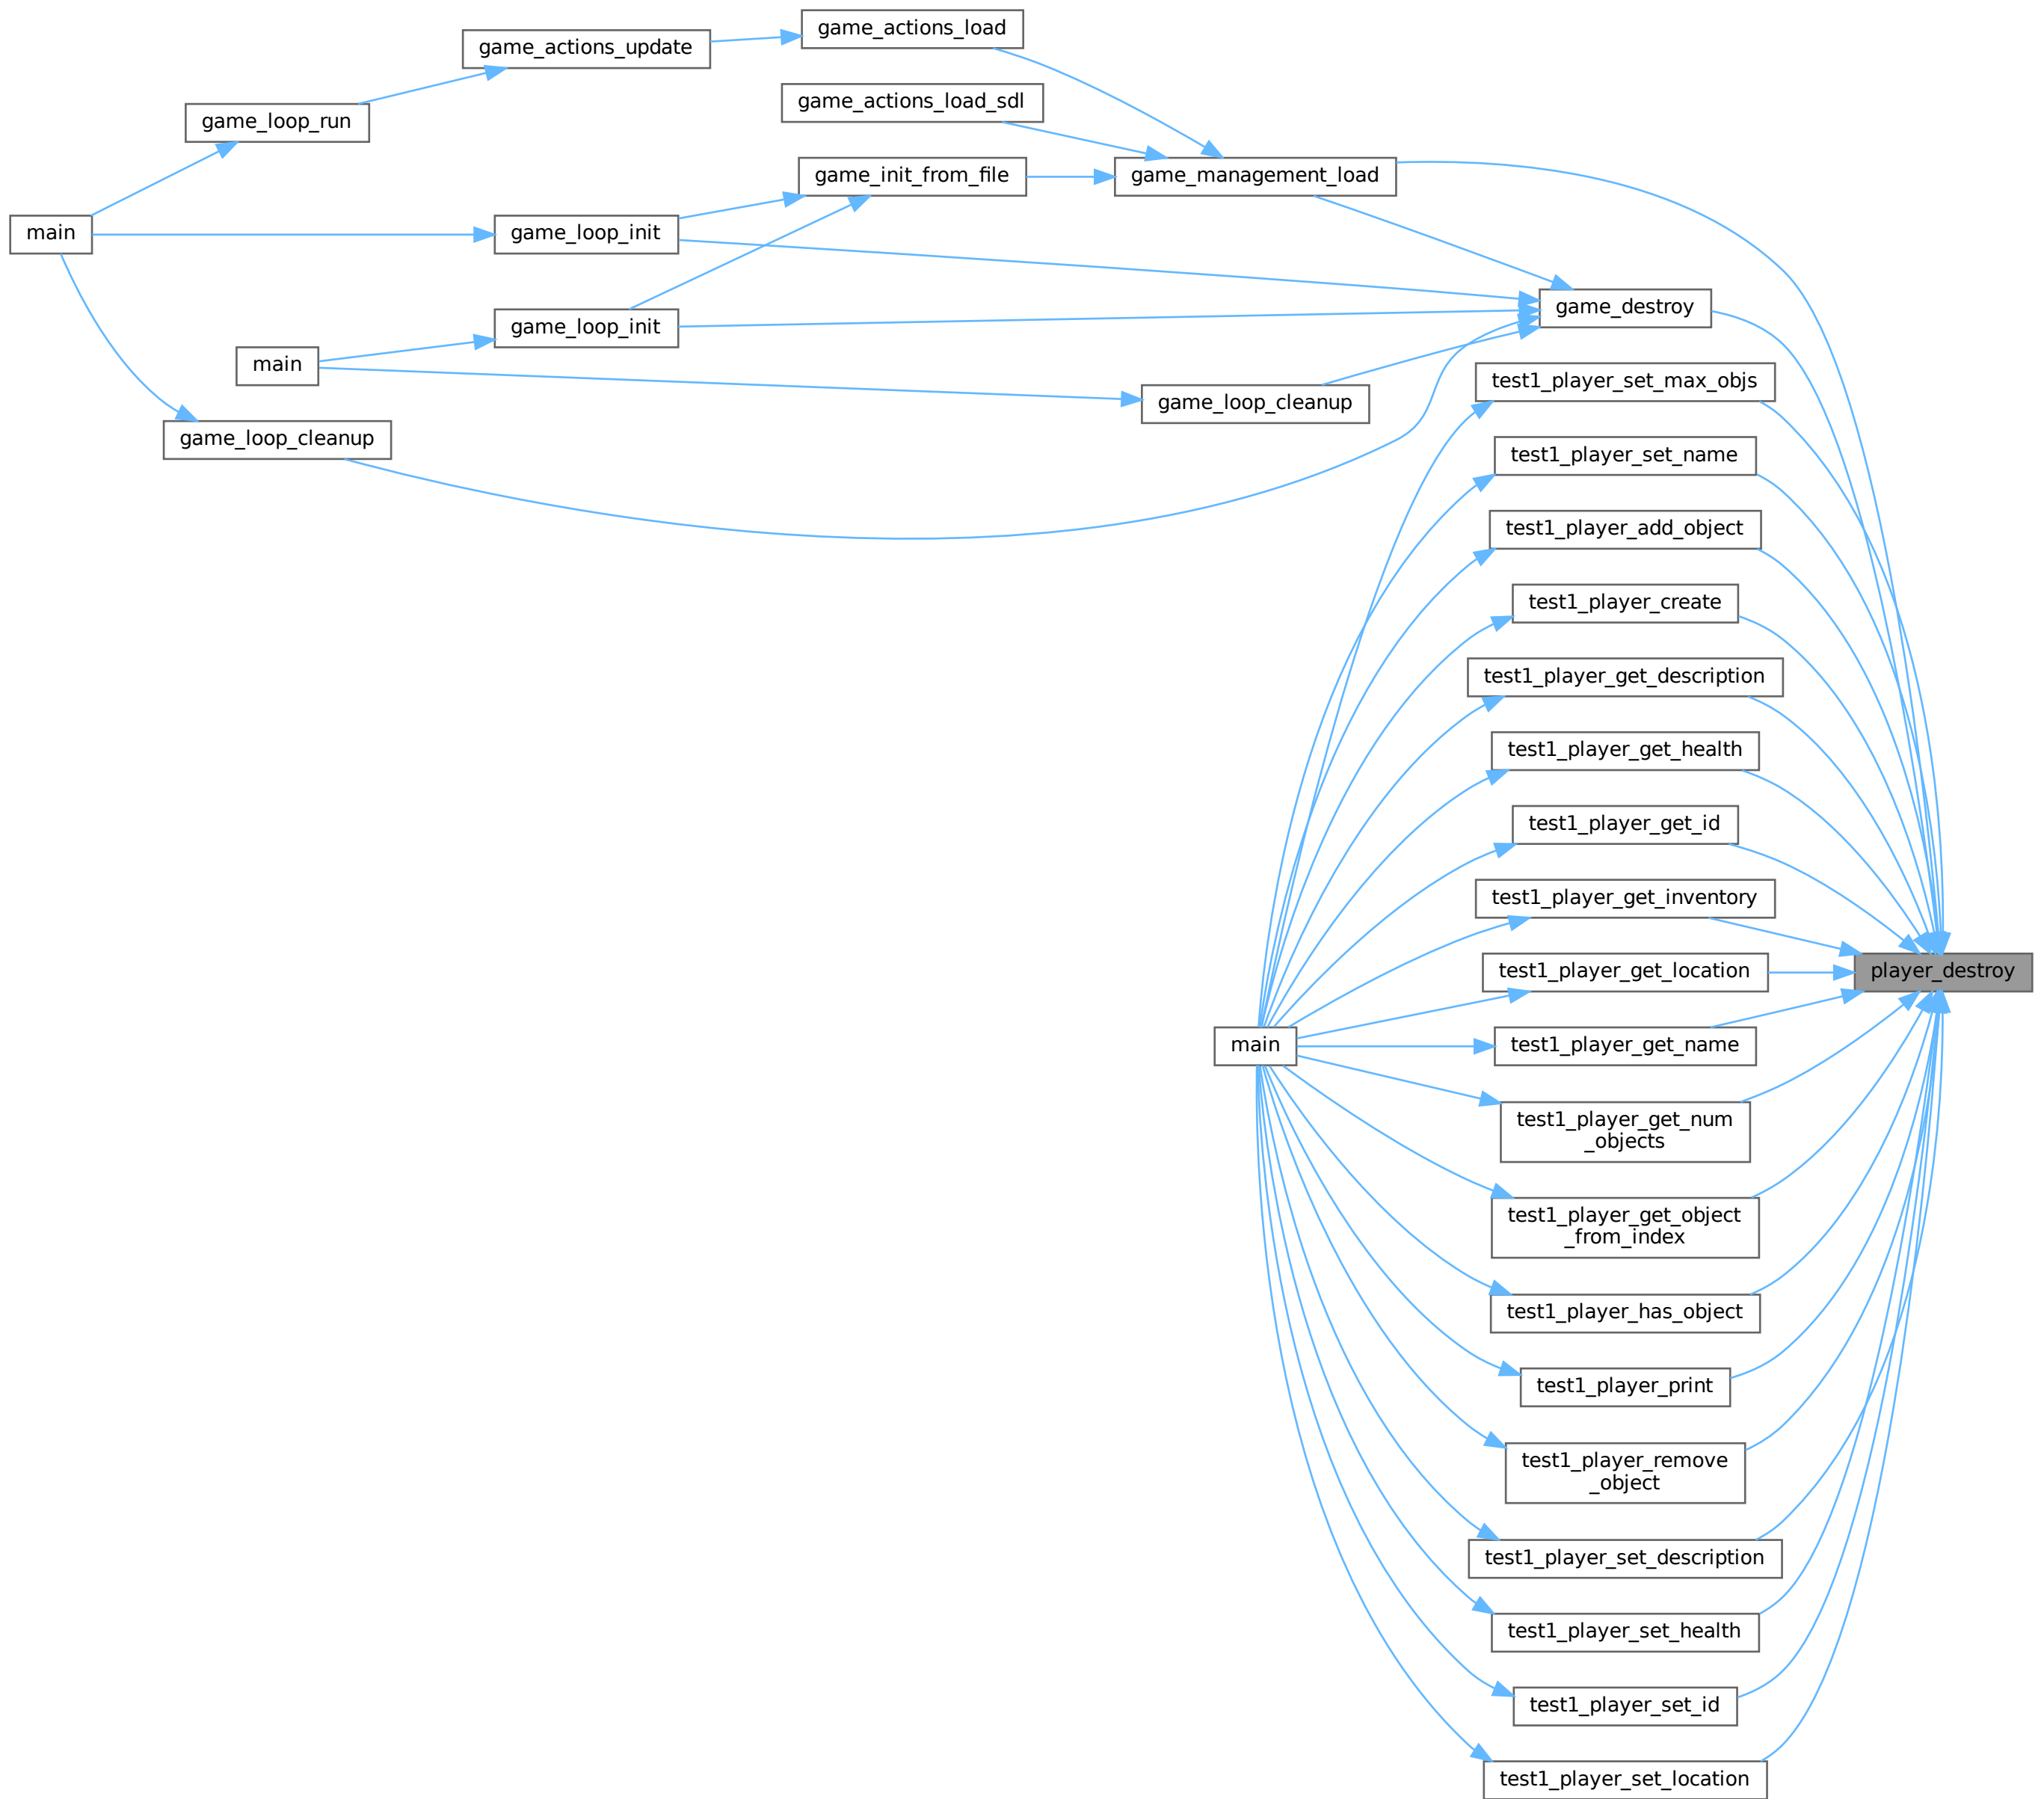 game_actions_load
game_actions_update
game_actions_load_sdl
game_loop_run
game_init_from_file
game_management_load
main
game_loop_init
game_destroy
game_loop_init
main
test1_player_set_max_objs
game_loop_cleanup
game_loop_cleanup
test1_player_set_name
test1_player_add_object
test1_player_create
test1_player_get_description
test1_player_get_health
test1_player_get_id
test1_player_get_inventory
test1_player_get_location
player_destroy
main
test1_player_get_name
test1_player_get_num
_objects
test1_player_get_object
_from_index
test1_player_has_object
test1_player_print
test1_player_remove
_object
test1_player_set_description
test1_player_set_health
test1_player_set_id
test1_player_set_location